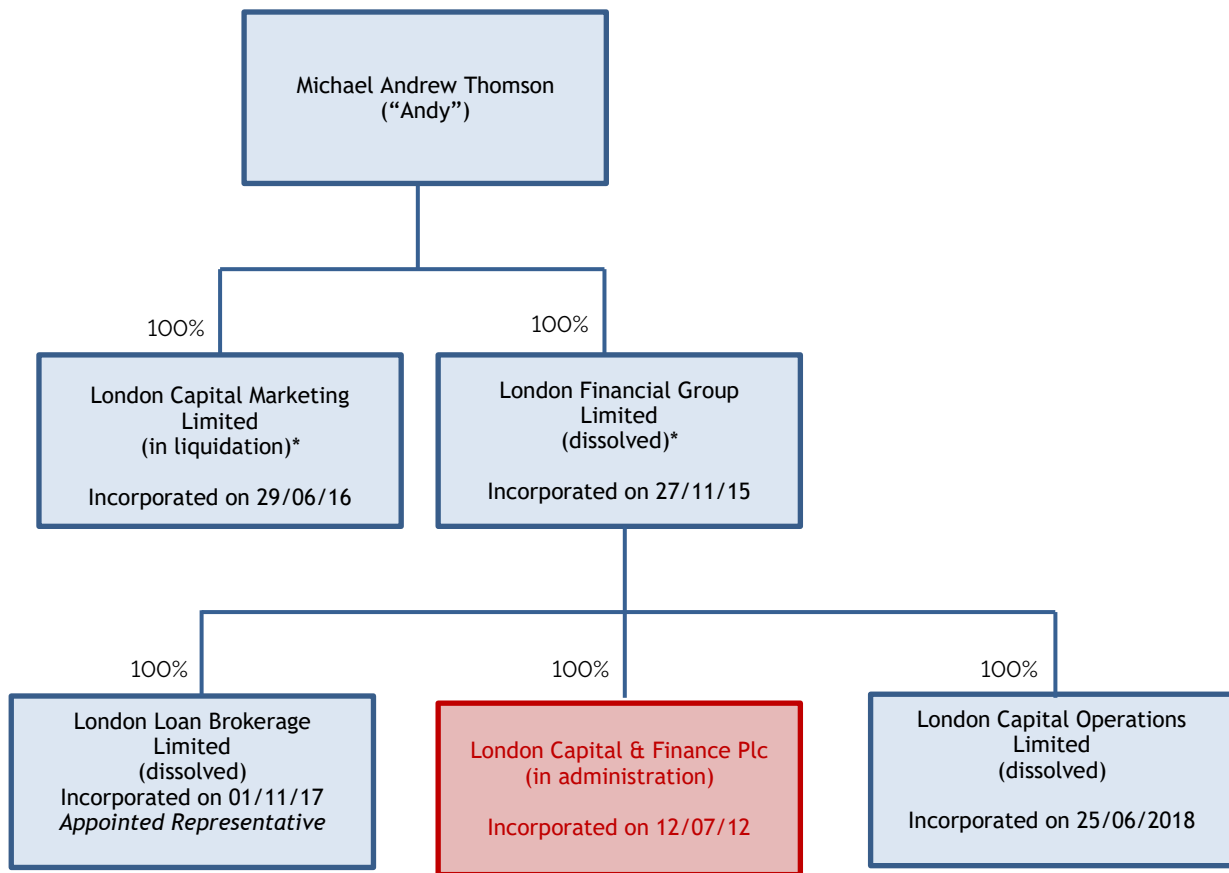 Michael Andrew Thomson
(“Andy”)
100%
100%
London Capital Marketing
Limited
(in liquidation)*
Incorporated on 29/06/16
London Financial Group
Limited
(dissolved)*
Incorporated on 27/11/15
100%
100%
100%
London Loan Brokerage
Limited
(dissolved)
Incorporated on 01/11/17
Appointed Representative
London Capital & Finance Plc
(in administration)
Incorporated on 12/07/12
London Capital Operations
Limited
(dissolved)
Incorporated on 25/06/2018